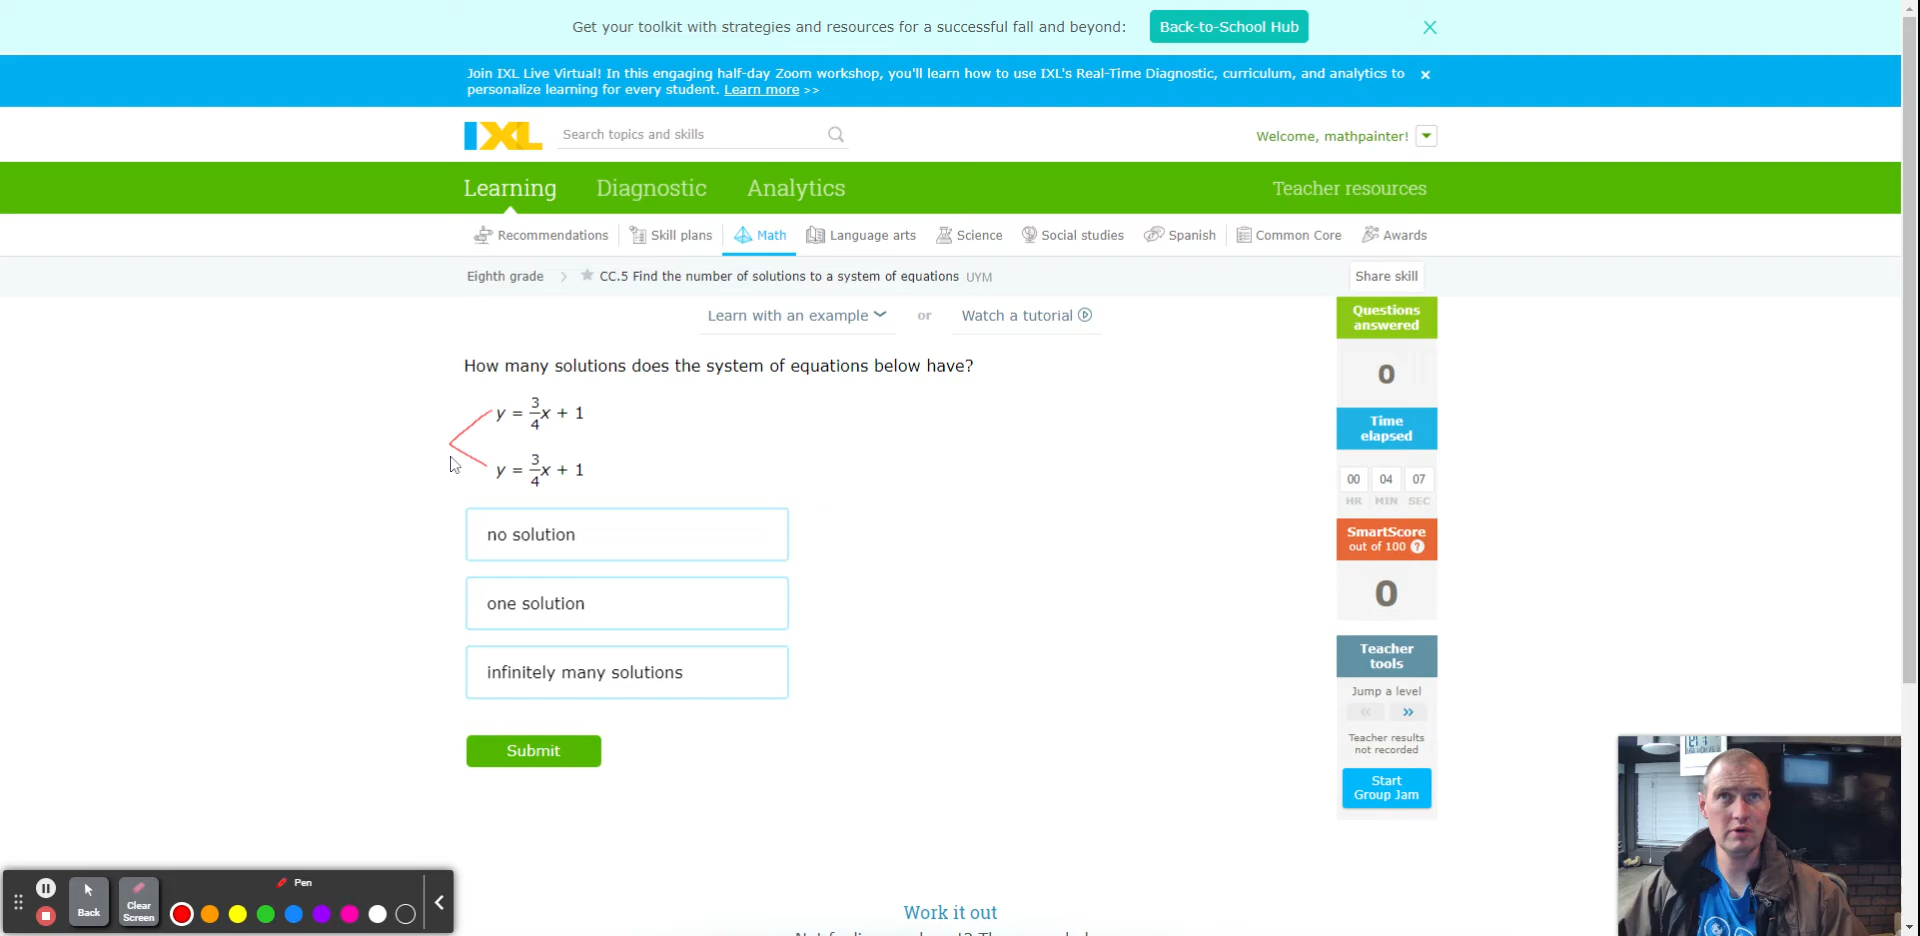 Get your toolkit with strategies and resources for a successful fall and beyond: Back-to-School Hub
Join IXL Live Virtual! In this engaging half-day Zoom workshop, you'll learn how to use IXL's Real-Time Diagnostic, curriculum, and analytics to
personalize learning for every student. Learn more >>
IXL Search topics and skills Welcome, mathpainter!
Learning Diagnostic Analytics Teacher resources
Recommendations Skill plans Math Language arts Science Social studies Spanish Common Core Awards
Eighth grade > CC.5 Find the number of solutions to a system of equations UYM Share skill
Learn with an example or Watch a tutorial
Questions
answered
0
Time
elapsed
00 04 07
HR MIN SEC
SmartScore
out of 100 ?
0
Teacher
tools
Jump a level
« »
Teacher results
not recorded
Start
Group Jam
How many solutions does the system of equations below have?
y = 3/4 x + 1
y = 3/4 x + 1
no solution
one solution
infinitely many solutions
Submit
Work it out
Pen
Back
Clear
Screen